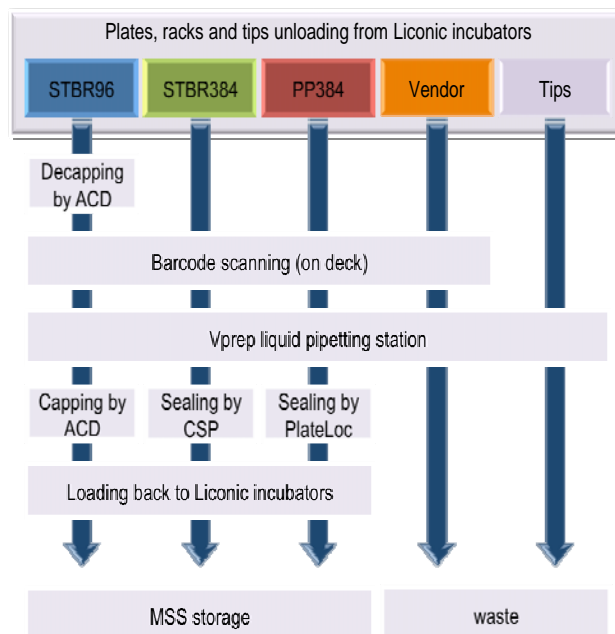 Plates, racks and tips unloading from Liconic incubators
STBR96
STBR384
PP384
Vendor
Tips
Decapping
by ACD
Barcode scanning (on deck)
Vprep liquid pipetting station
Capping by
ACD
Sealing by
CSP
Sealing by
PlateLoc
Loading back to Liconic incubators
MSS storage
waste